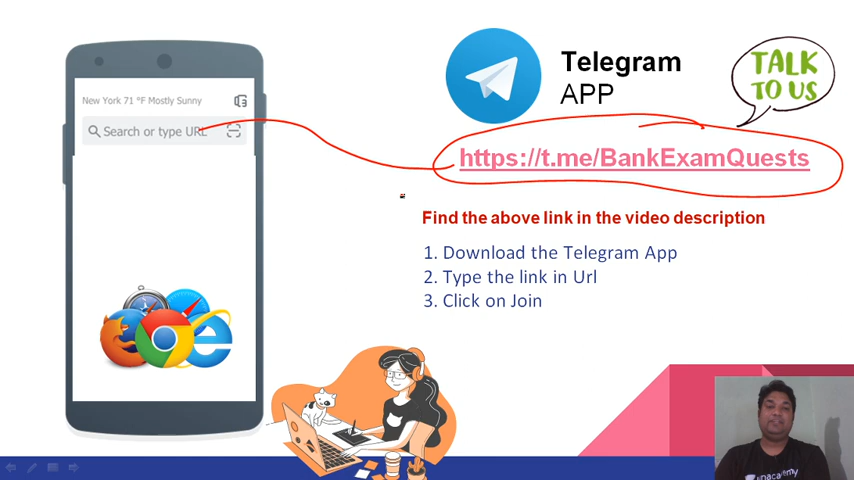 New York 71 °F Mostly Sunny
Search or type URL
Telegram
APP
TALK
TO US
https://t.me/BankExamQuests
Find the above link in the video description
1. Download the Telegram App
2. Type the link in Url
3. Click on Join
unacademy